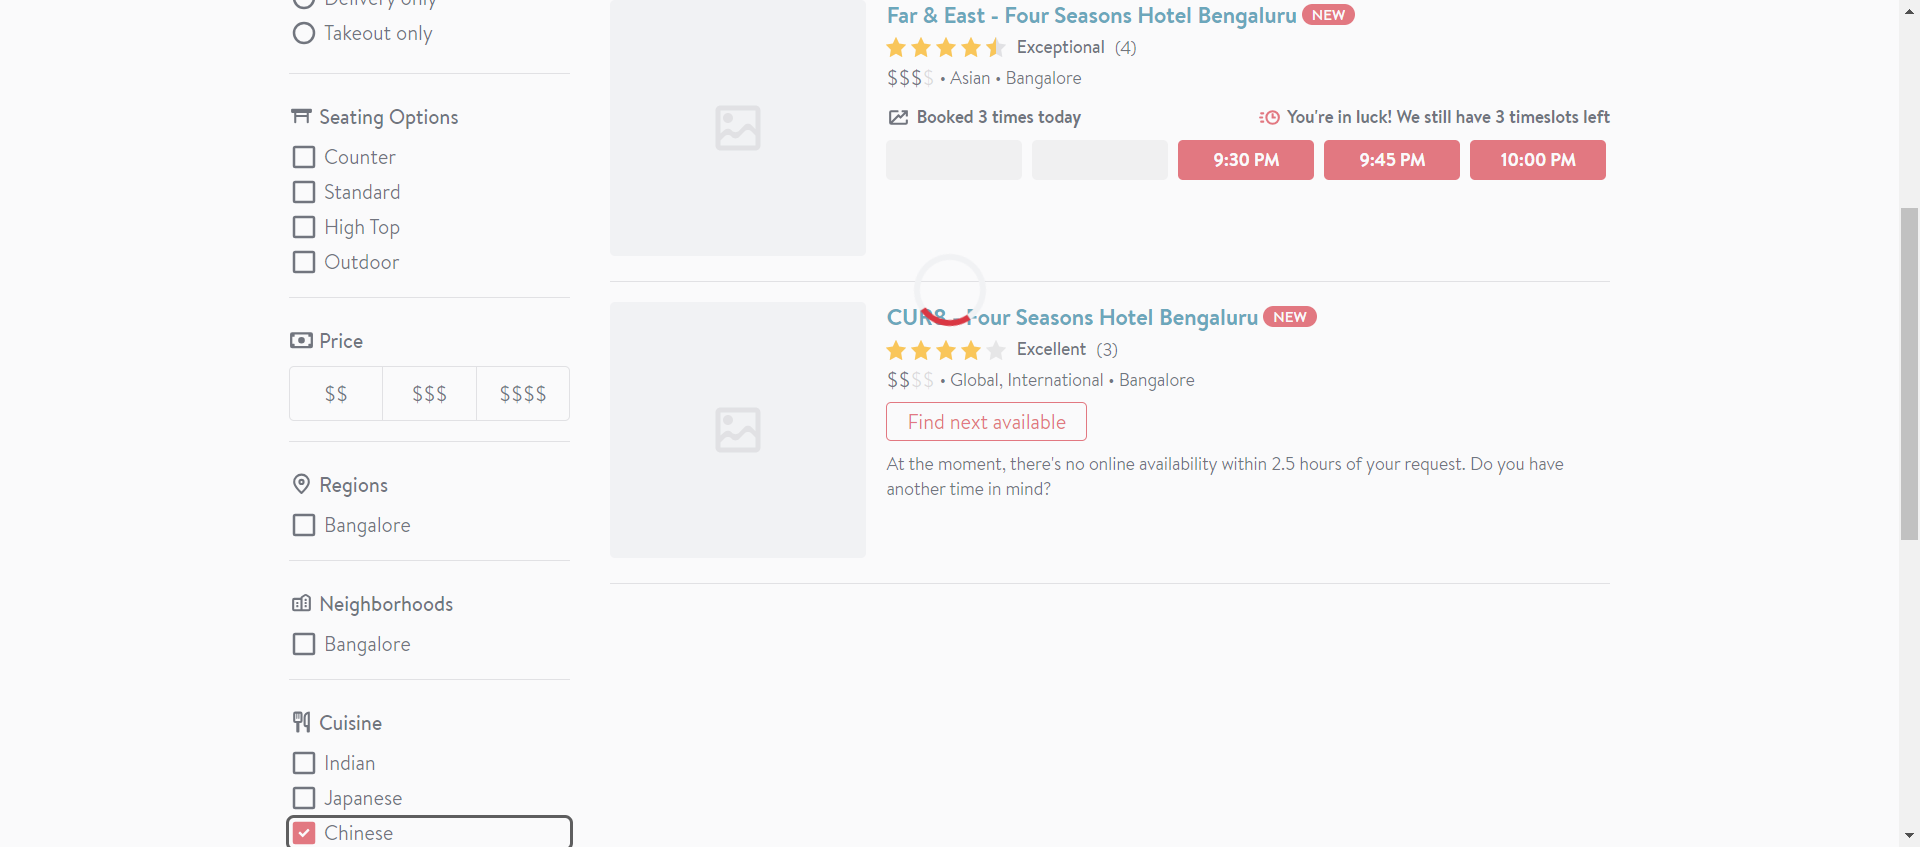 Delivery only
Takeout only
Seating Options
Counter
Standard
High Top
Outdoor
Price
$$
$$$
$$$$
Regions
Bangalore
Neighborhoods
Bangalore
Cuisine
Indian
Japanese
Chinese
Far & East - Four Seasons Hotel Bengaluru NEW
Exceptional (4)
$$$$ • Asian • Bangalore
Booked 3 times today
You're in luck! We still have 3 timeslots left
9:30 PM
9:45 PM
10:00 PM
CUR8 - Four Seasons Hotel Bengaluru NEW
Excellent (3)
$$$$ • Global, International • Bangalore
Find next available
At the moment, there's no online availability within 2.5 hours of your request. Do you have
another time in mind?